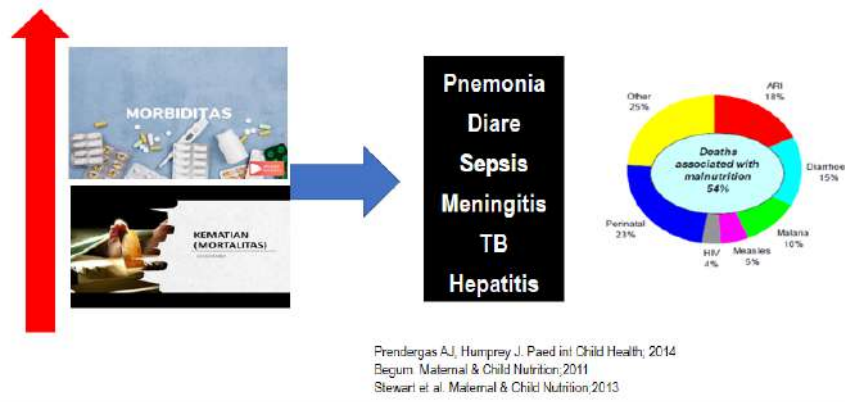 MORBIDITAS
KEMATIAN
(MORTALITAS)
Pnemonia
Diare
Sepsis
Meningitis
TB
Hepatitis
ARI
18%
Other
25%
Deaths
associated with
malnutrition
54%
Diarrhoe
15%
Perinatal
23%
Malaria
10%
HIV
4%
Measles
5%
Prendergas AJ, Humprey J. Paed int Child Health; 2014
Begum. Maternal & Child Nutrition;2011
Stewart et al. Maternal & Child Nutrition,2013